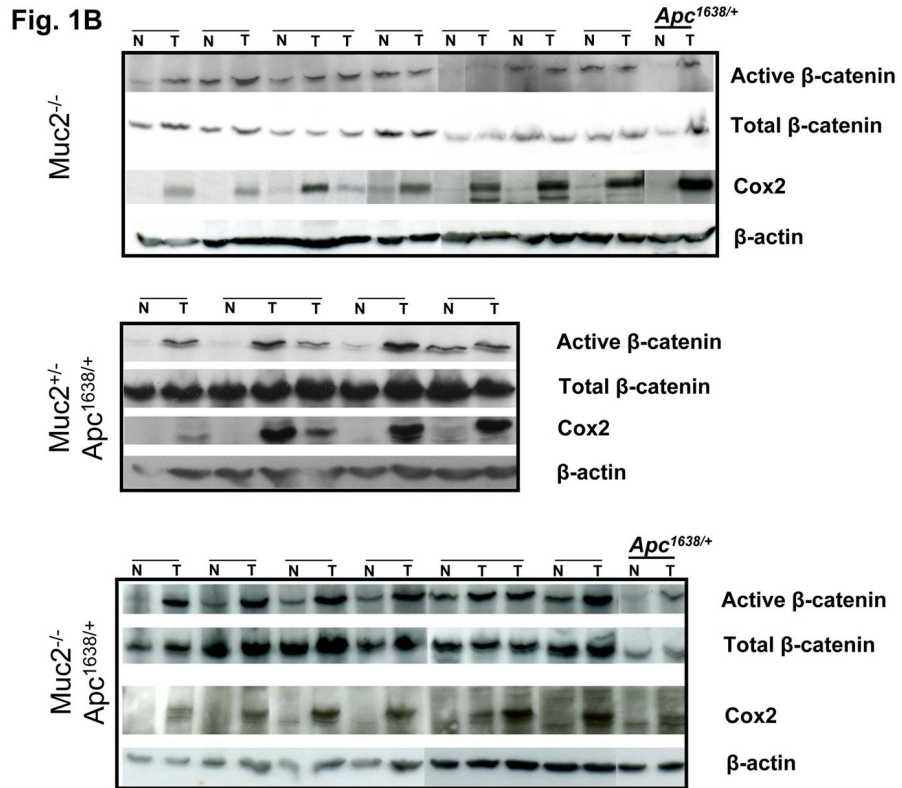 Fig. 1B
Apc1638/+
N T N T N T T N T N T N T N T N T
Muc2-/-
Active β-catenin
Total β-catenin
Cox2
β-actin
N T N T T N T N T
Muc2+/-
Apc1638/+
Active β-catenin
Total β-catenin
Cox2
β-actin
Apc1638/+
N T N T N T N T N T T N T N T
Muc2-/-
Apc1638/+
Active β-catenin
Total β-catenin
Cox2
β-actin